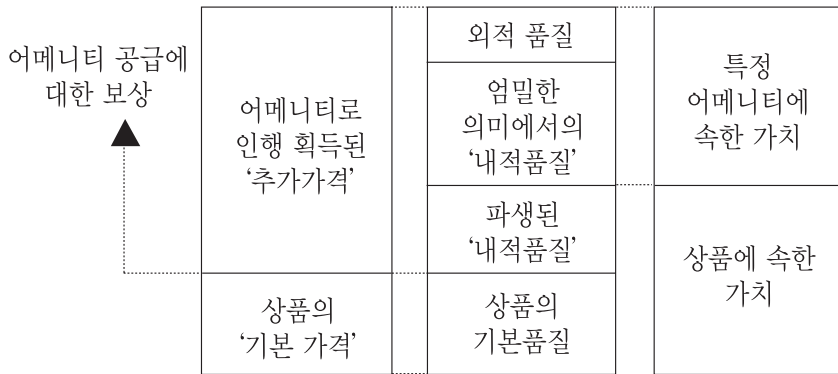 어메니티 공급에
대한 보상
어메니티로
인행 획득된
‘추가가격’
상품의
‘기본 가격’
외적 품질
엄밀한
의미에서의
‘내적품질’
파생된
‘내적품질’
상품의
기본품질
특정
어메니티에
속한 가치
상품에 속한
가치